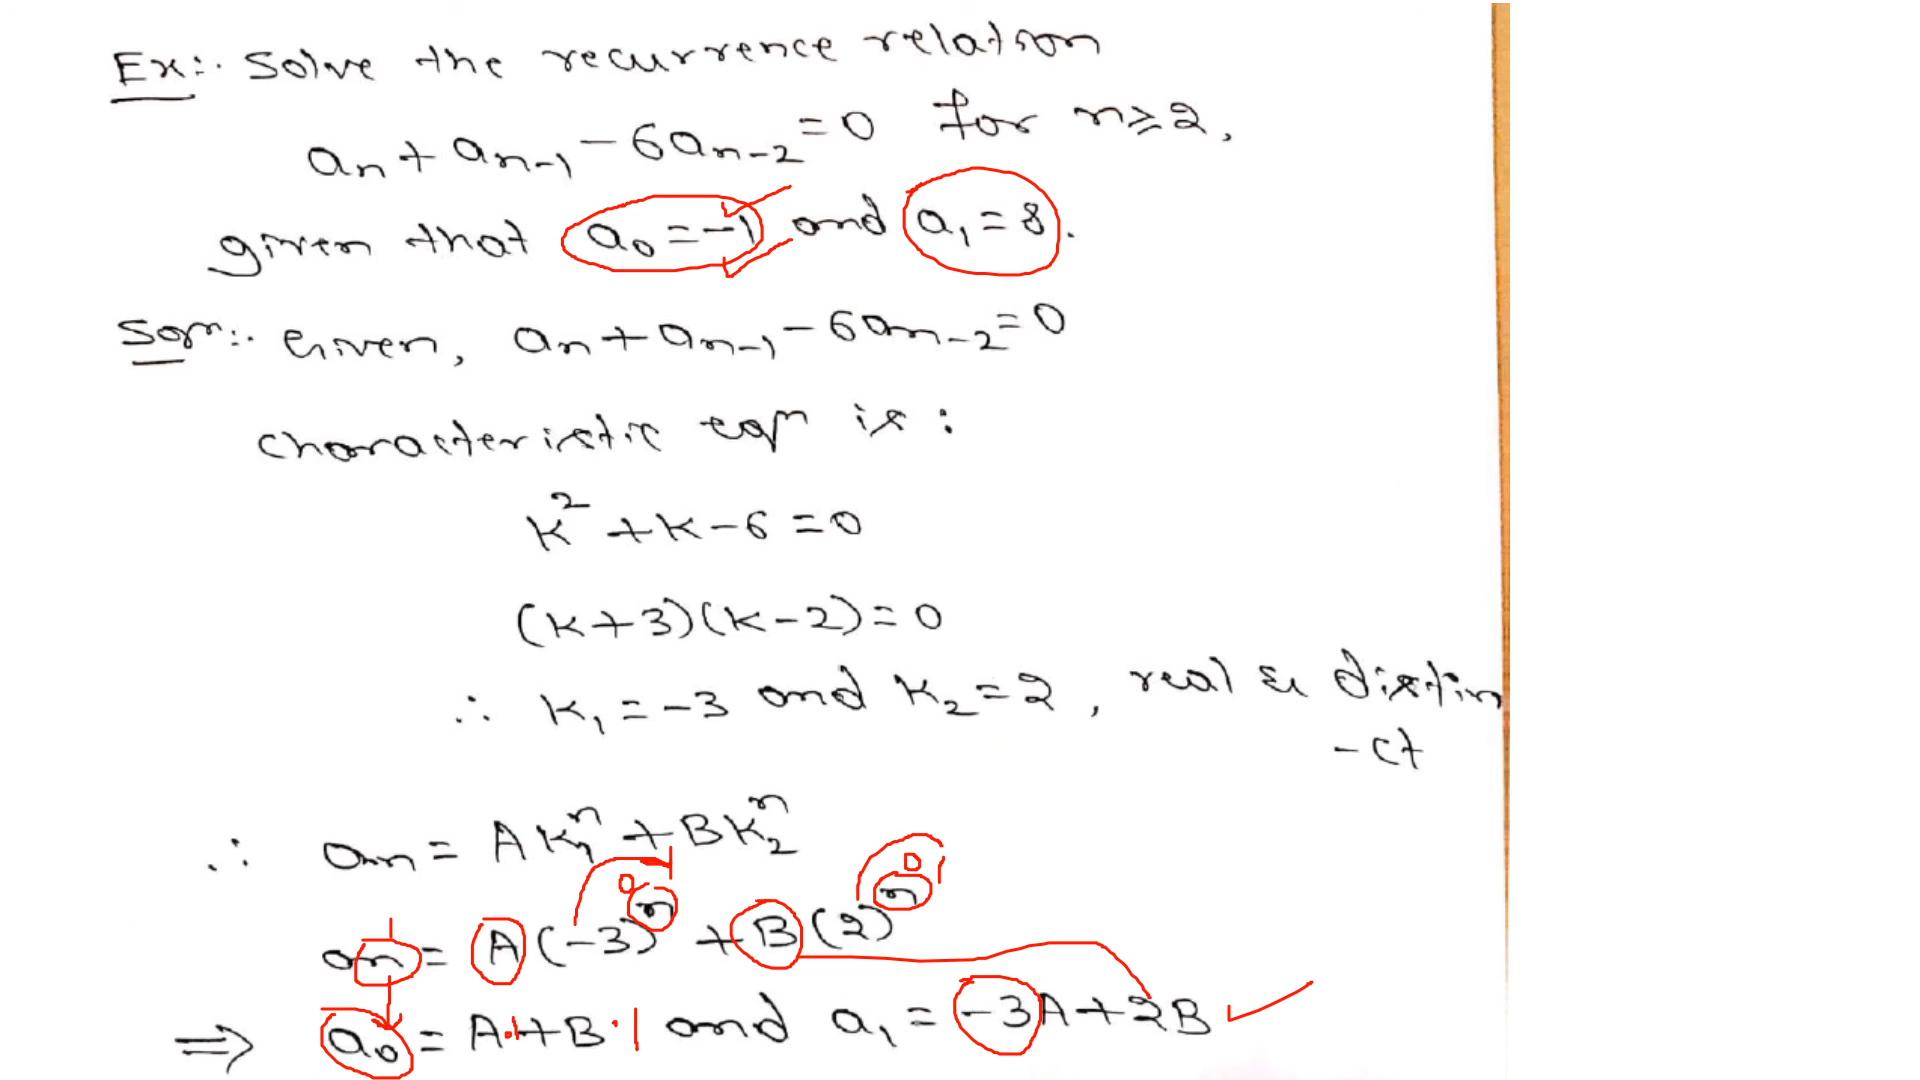 Ex:- Solve the recurrence relation
aₙ + aₙ₋₁ - 6aₙ₋₂ = 0 for n ≥ 2,
given that a₀ = -1 and a₁ = 8.
Solⁿ:- Given, aₙ + aₙ₋₁ - 6aₙ₋₂ = 0
characteristic eqⁿ is :
k² + k - 6 = 0
(k+3)(k-2) = 0
∴ k₁ = -3 and k₂ = 2, real & distin
-ct
∴ aₙ = A k₁ⁿ + B k₂ⁿ
aₙ = A (-3)ⁿ + B (2)ⁿ
⇒ a₀ = A·1 + B·1 and a₁ = -3A + 2B